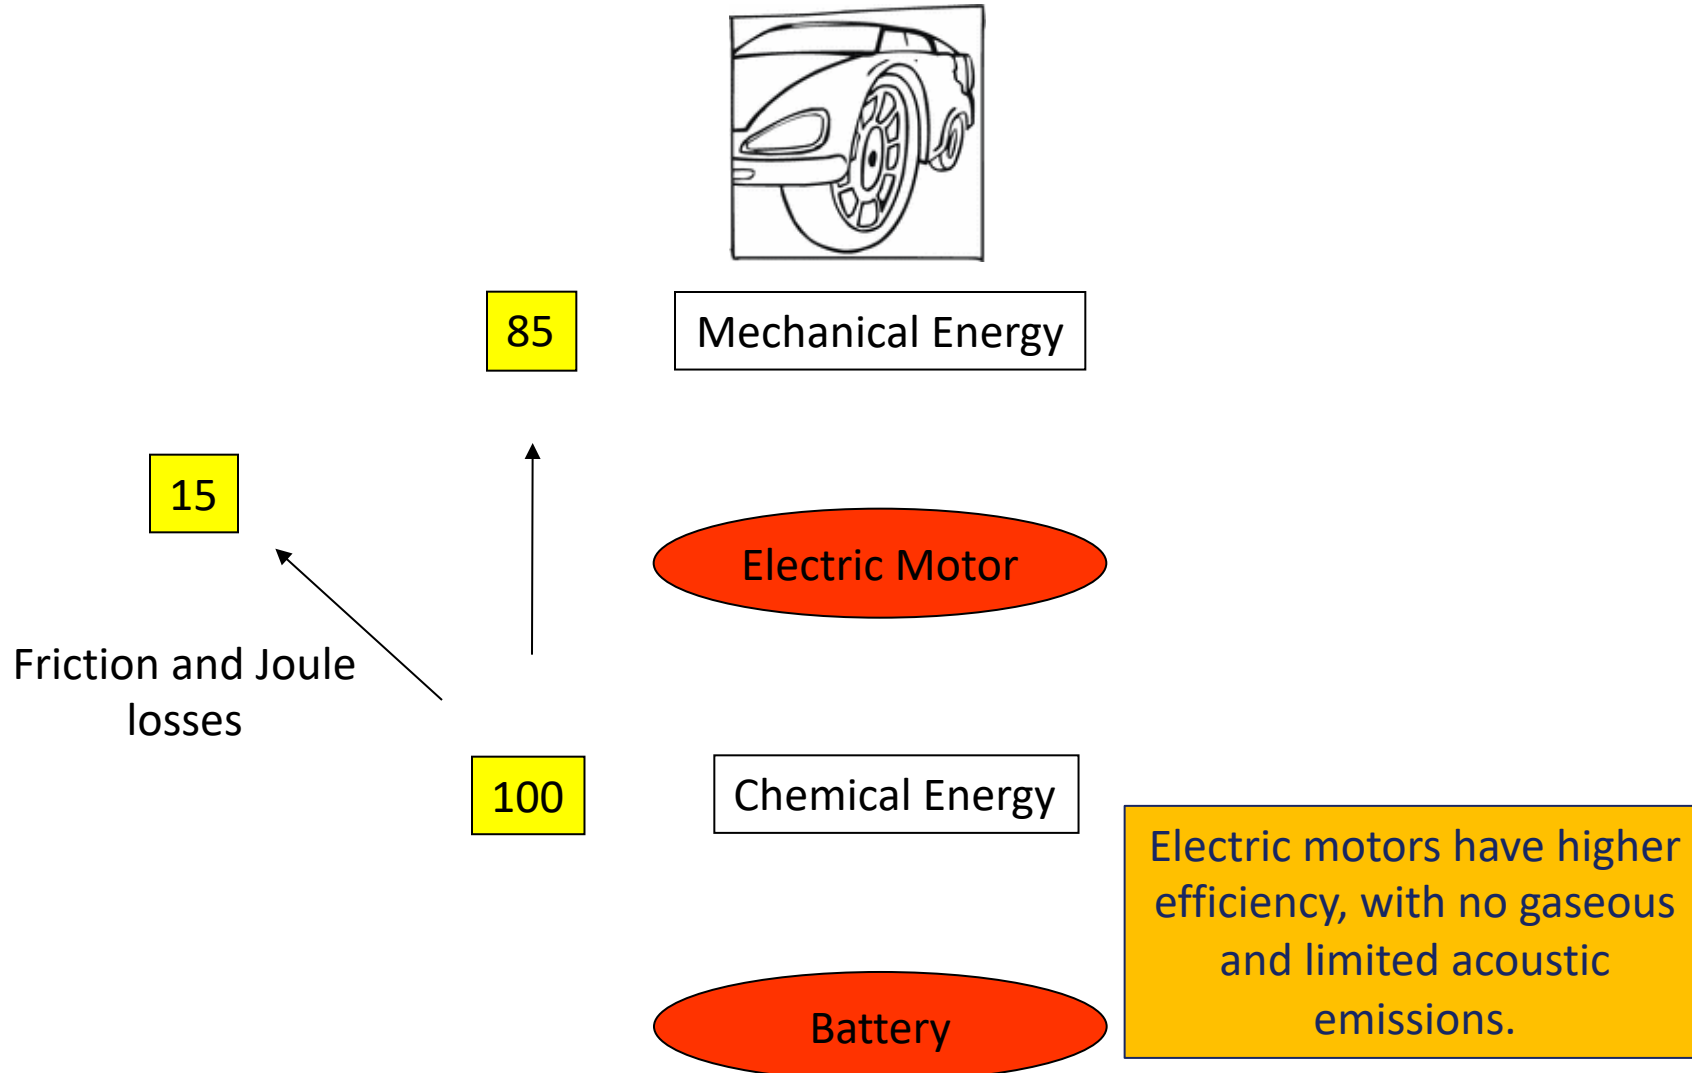 85
Mechanical Energy
15
Electric Motor
Friction and Joule
losses
100
Chemical Energy
Electric motors have higher
efficiency, with no gaseous
and limited acoustic
emissions.
Battery